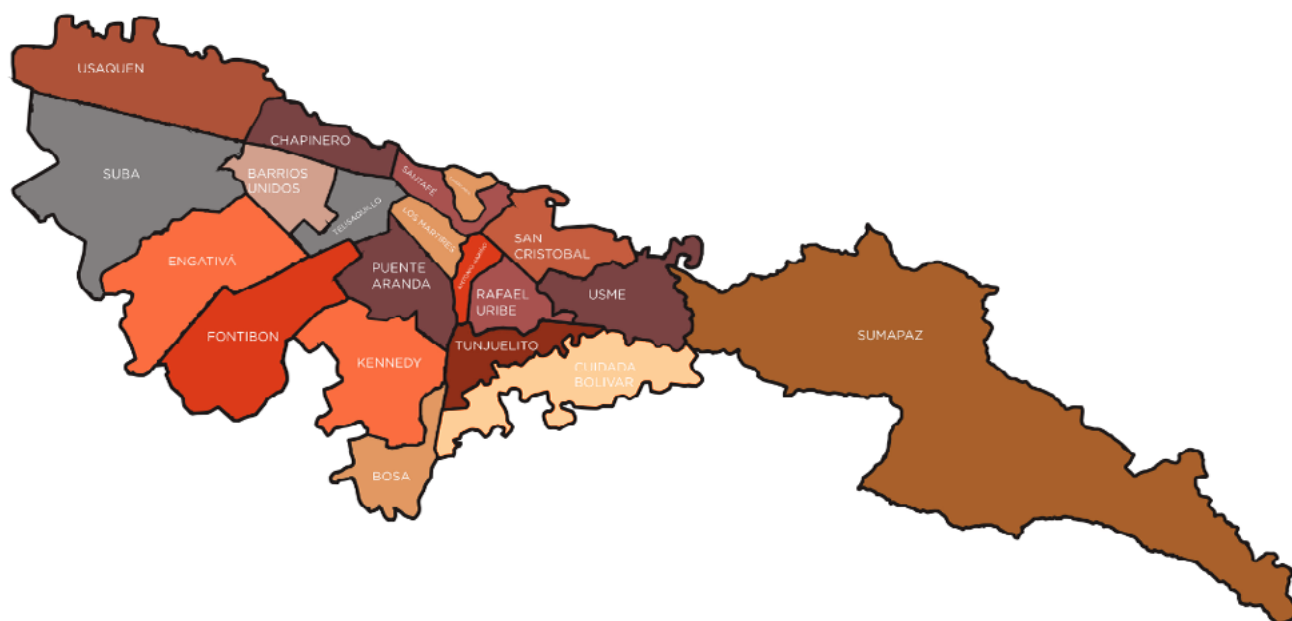 USAQUEN
CHAPINERO
SUBA
BARRIOS
UNIDOS
SANTAFÉ
TEUSAQUILLO
LOS MARTIRES
ENGATIVÁ
PUENTE
ARANDA
SAN
CRISTOBAL
RAFAEL
URIBE
USME
FONTIBON
KENNEDY
TUNJUELITO
CUIDADA
BOLIVAR
SUMAPAZ
BOSA